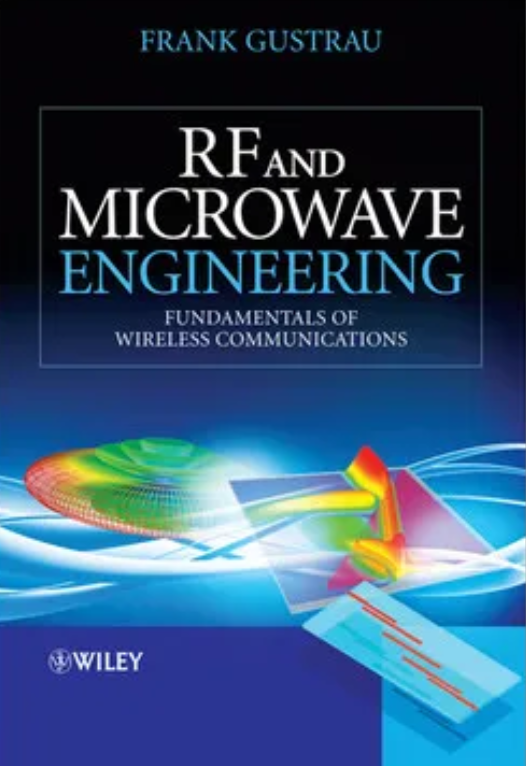 FRANK GUSTRAU
RF AND
MICROWAVE
ENGINEERING
FUNDAMENTALS OF
WIRELESS COMMUNICATIONS
WILEY